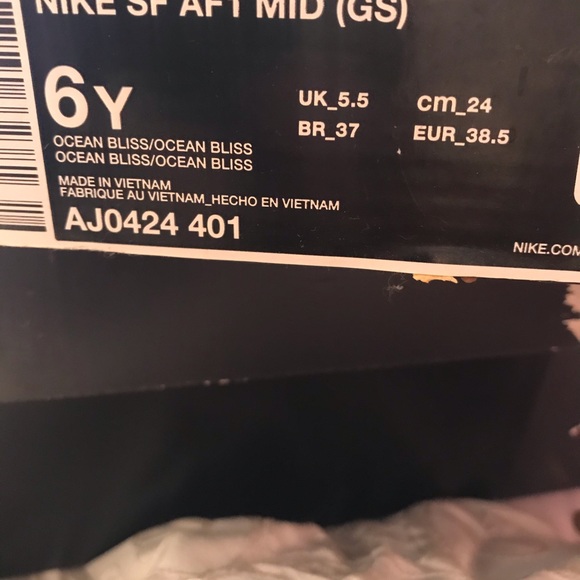 NIKE SF AF1 MID (GS)
6Y
UK_5.5 cm_24
BR_37 EUR_38.5
OCEAN BLISS/OCEAN BLISS
OCEAN BLISS/OCEAN BLISS
MADE IN VIETNAM
FABRIQUE AU VIETNAM_HECHO EN VIETNAM
AJ0424 401
NIKE.COM